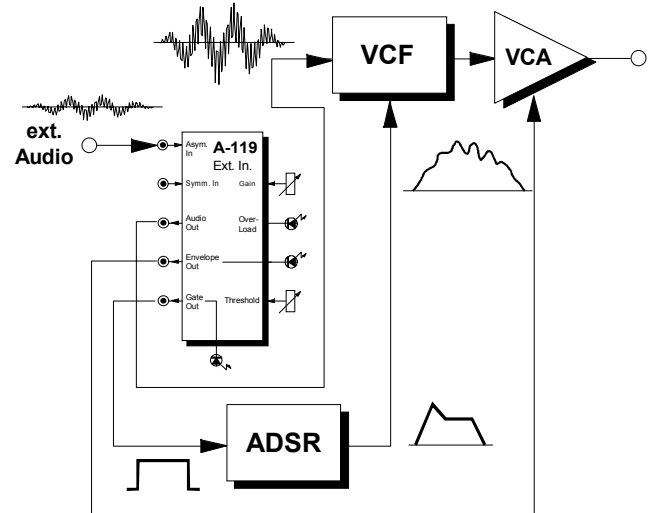 VCF
VCA
ext.
Audio
A-119
Ext. In.
Asym.
In
Symm. In
Gain
Audio
Out
Over-
Load
Envelope
Out
Gate
Out
Threshold
ADSR